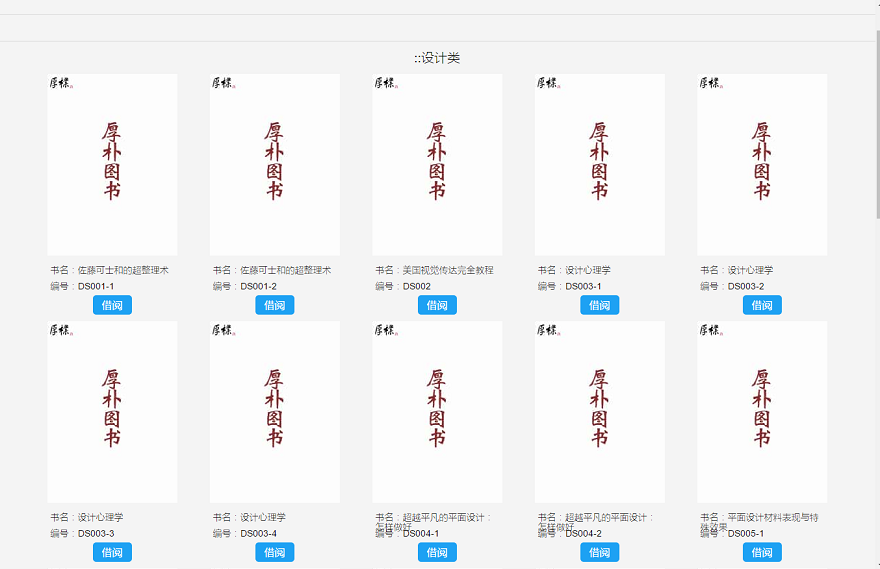 ::设计类
厚朴
厚朴
厚朴
厚朴
厚朴
厚朴图书
厚朴图书
厚朴图书
厚朴图书
厚朴图书
书名：佐藤可士和的超整理术
编号：DS001-1
借阅
书名：佐藤可士和的超整理术
编号：DS001-2
借阅
书名：美国视觉传达完全教程
编号：DS002
借阅
书名：设计心理学
编号：DS003-1
借阅
书名：设计心理学
编号：DS003-2
借阅
厚朴
厚朴
厚朴
厚朴
厚朴
厚朴图书
厚朴图书
厚朴图书
厚朴图书
厚朴图书
书名：设计心理学
编号：DS003-3
借阅
书名：设计心理学
编号：DS003-4
借阅
书名：超越平凡的平面设计：
怎样做好
编号：DS004-1
借阅
书名：超越平凡的平面设计：
怎样做好
编号：DS004-2
借阅
书名：平面设计材料表现与特
殊效果
编号：DS005-1
借阅